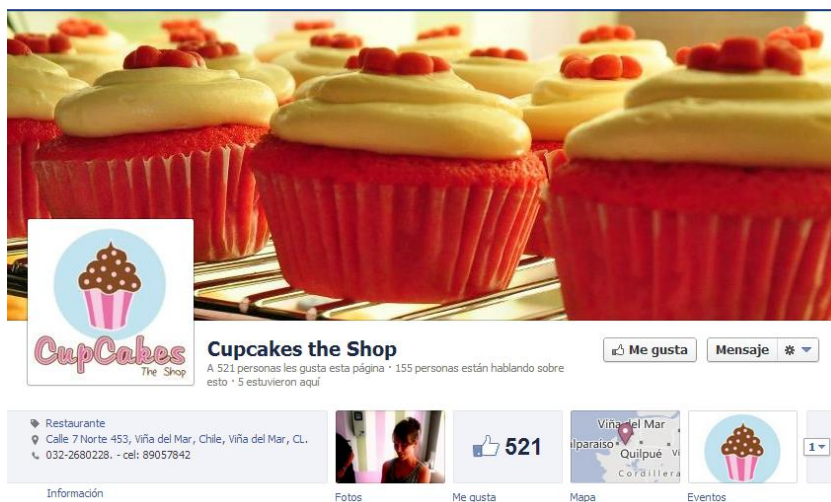 CupCakes
The Shop
Cupcakes the Shop
A 521 personas les gusta esta página · 155 personas están hablando sobre
esto · 5 estuvieron aquí
Me gusta
Mensaje
Restaurante
Calle 7 Norte 453, Viña del Mar, Chile, Viña del Mar, CL.
032-2680228. - cel: 89057842
Información
Fotos
521
Me gusta
Viña del Mar
lparaíso
Quilpué
Vi
Cordillera
Mapa
Eventos
1